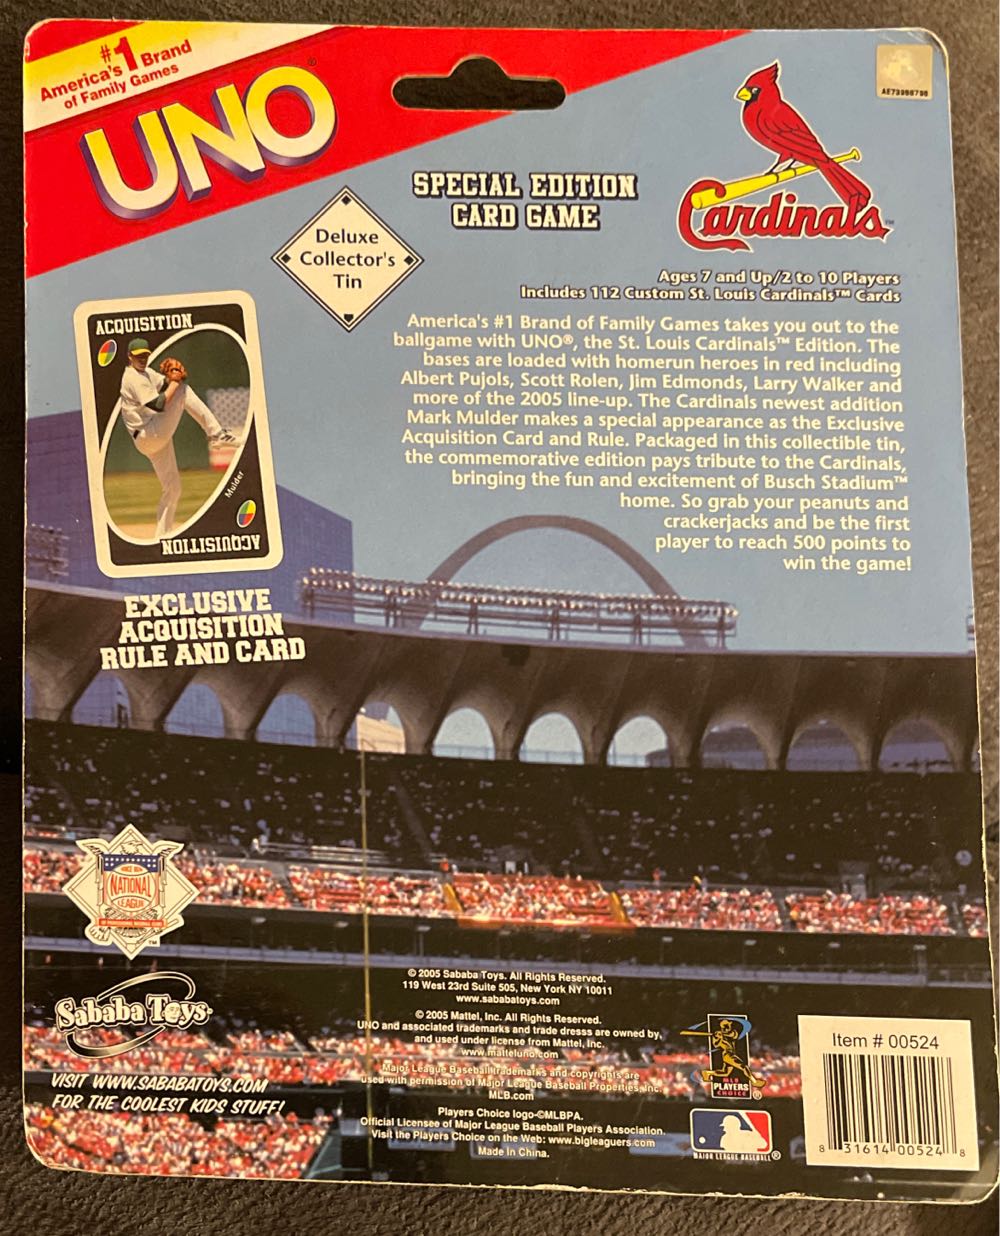 #1
America's Brand
of Family Games
UNO®
AE73988798
SPECIAL EDITION
CARD GAME
Cardinals™
Deluxe
Collector's
Tin
Ages 7 and Up/2 to 10 Players
Includes 112 Custom St. Louis Cardinals™ Cards
America's #1 Brand of Family Games takes you out to the
ballgame with UNO®, the St. Louis Cardinals™ Edition. The
bases are loaded with homerun heroes in red including
Albert Pujols, Scott Rolen, Jim Edmonds, Larry Walker and
more of the 2005 line-up. The Cardinals newest addition
Mark Mulder makes a special appearance as the Exclusive
Acquisition Card and Rule. Packaged in this collectible tin,
the commemorative edition pays tribute to the Cardinals,
bringing the fun and excitement of Busch Stadium™
home. So grab your peanuts and
crackerjacks and be the first
player to reach 500 points to
win the game!
ACQUISITION
Mulder
ACQUISITION
EXCLUSIVE
ACQUISITION
RULE AND CARD
NATIONAL
LEAGUE
™
Sababa Toys
VISIT WWW.SABABATOYS.COM
FOR THE COOLEST KIDS STUFF!
© 2005 Sababa Toys. All Rights Reserved.
119 West 23rd Suite 505, New York NY 10011
www.sababatoys.com
© 2005 Mattel, Inc. All Rights Reserved.
UNO and associated trademarks and trade dresss are owned by,
and used under license from Mattel, Inc.
www.matteluno.com
Major League Baseball trademarks and copyrights are
used with permission of Major League Baseball Properties, Inc.
MLB.com
Players Choice logo-©MLBPA.
Official Licensee of Major League Baseball Players Association.
Visit the Players Choice on the Web: www.bigleaguers.com
Made in China.
MLB
PLAYERS
CHOICE ®
MAJOR LEAGUE BASEBALL®
Item # 00524
8 31614 00524 8